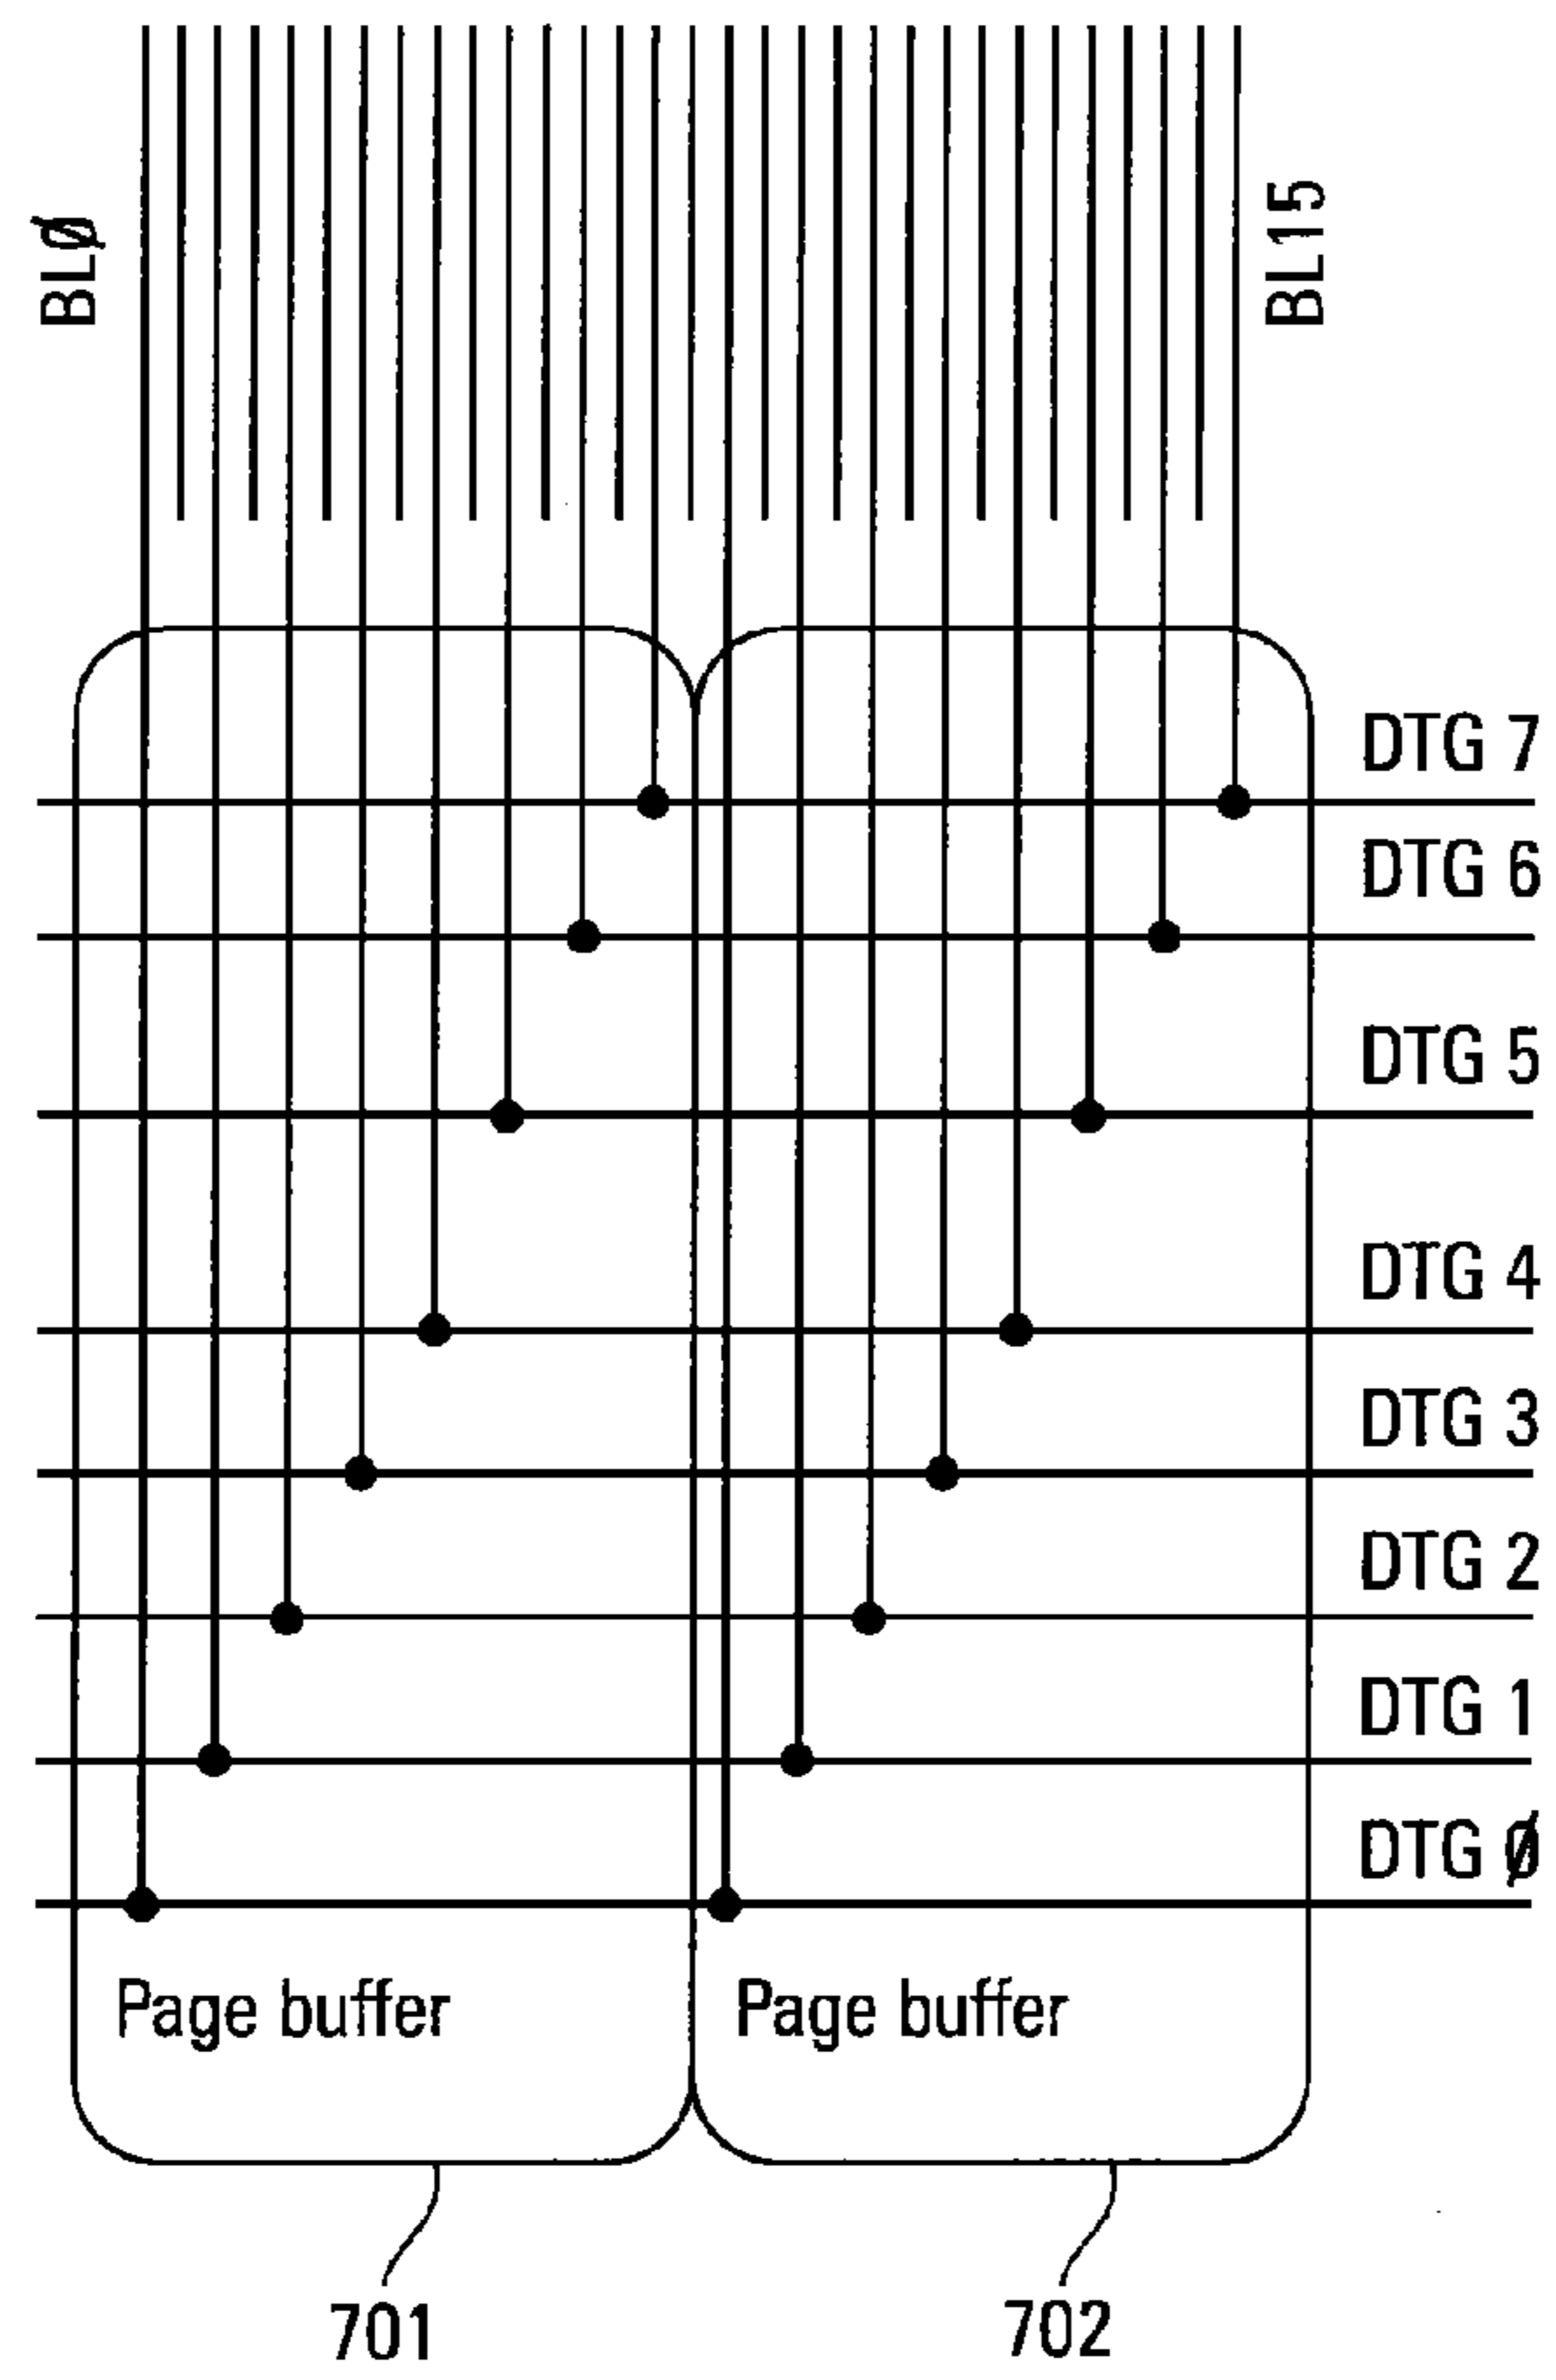 BLØ
BL15
DTG 7
DTG 6
DTG 5
DTG 4
DTG 3
DTG 2
DTG 1
DTG Ø
Page buffer
Page buffer
701
702